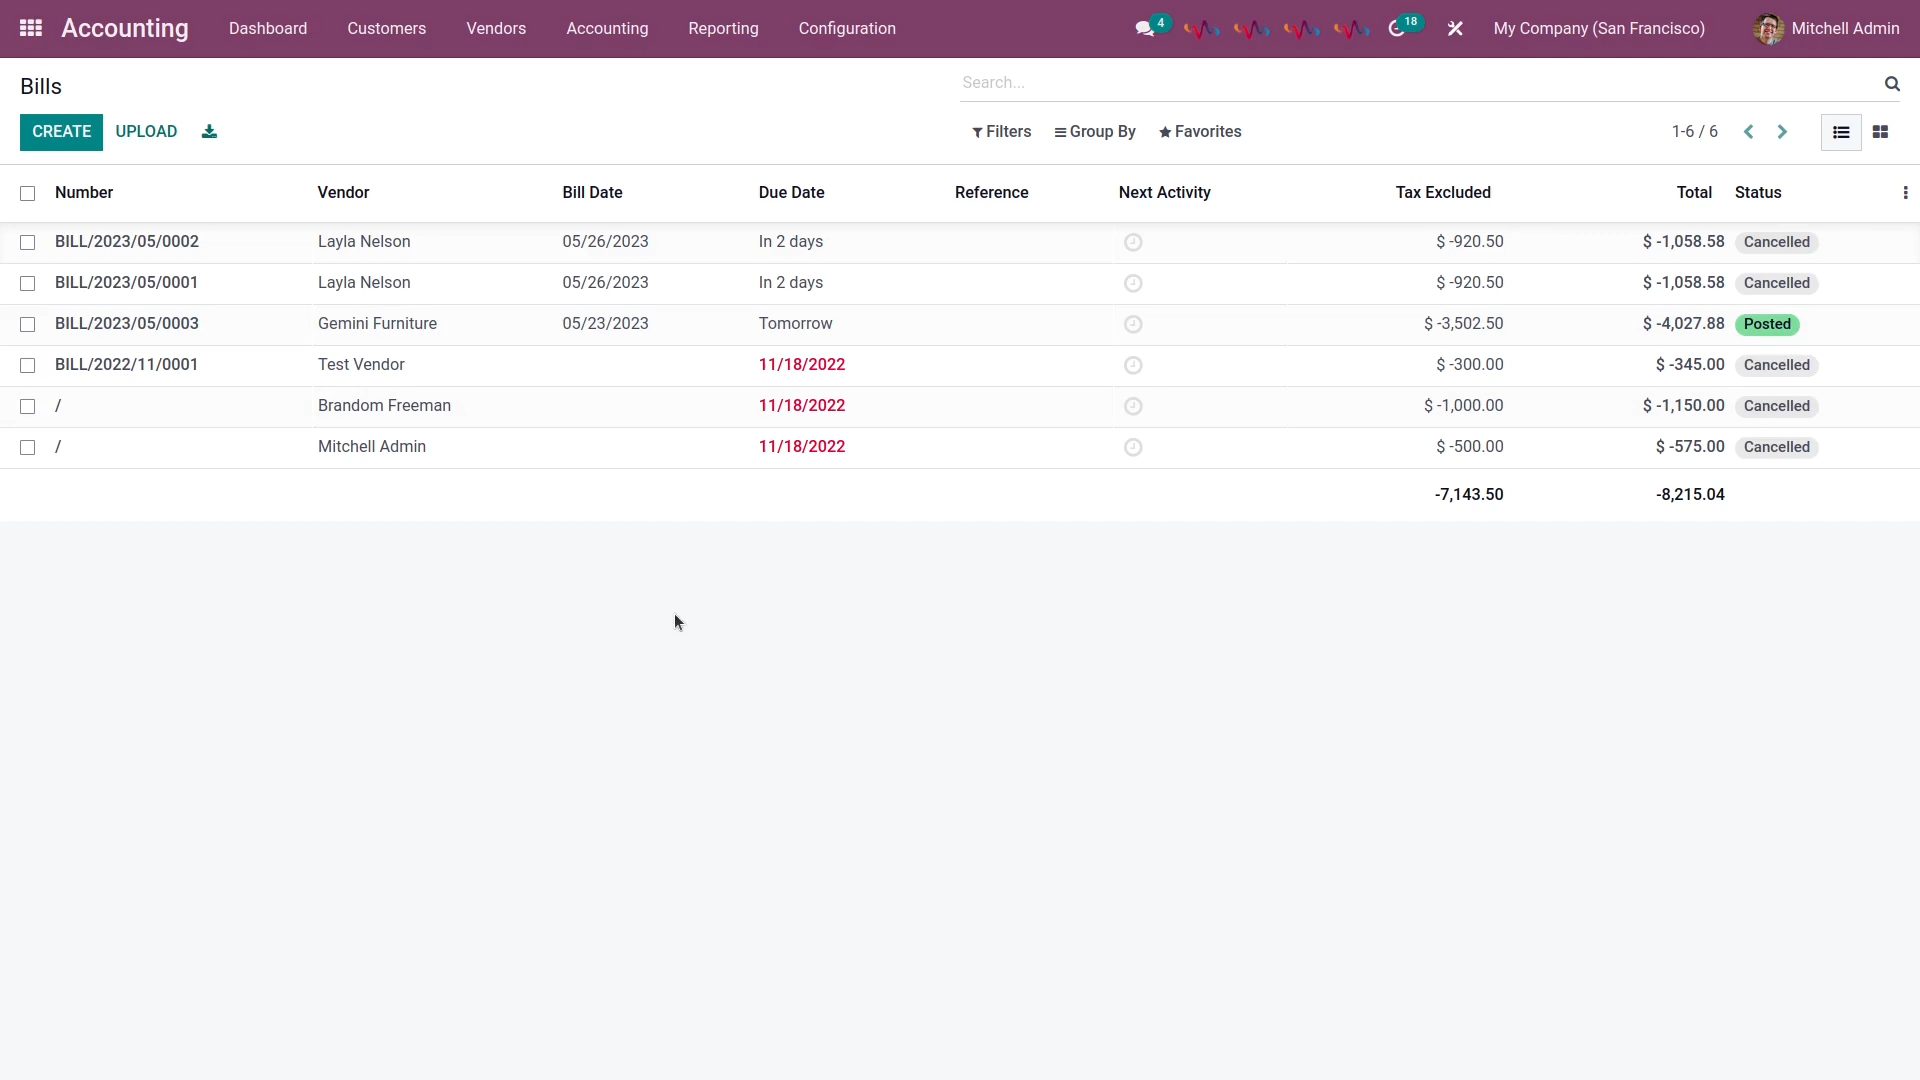 Accounting Dashboard Customers Vendors Accounting Reporting Configuration 4 18 My Company (San Francisco) Mitchell Admin
Bills Search...
CREATE UPLOAD Filters Group By Favorites 1-6 / 6
Number Vendor Bill Date Due Date Reference Next Activity Tax Excluded Total Status
BILL/2023/05/0002 Layla Nelson 05/26/2023 In 2 days $ -920.50 $ -1,058.58 Cancelled
BILL/2023/05/0001 Layla Nelson 05/26/2023 In 2 days $ -920.50 $ -1,058.58 Cancelled
BILL/2023/05/0003 Gemini Furniture 05/23/2023 Tomorrow $ -3,502.50 $ -4,027.88 Posted
BILL/2022/11/0001 Test Vendor 11/18/2022 $ -300.00 $ -345.00 Cancelled
/ Brandom Freeman 11/18/2022 $ -1,000.00 $ -1,150.00 Cancelled
/ Mitchell Admin 11/18/2022 $ -500.00 $ -575.00 Cancelled
-7,143.50 -8,215.04